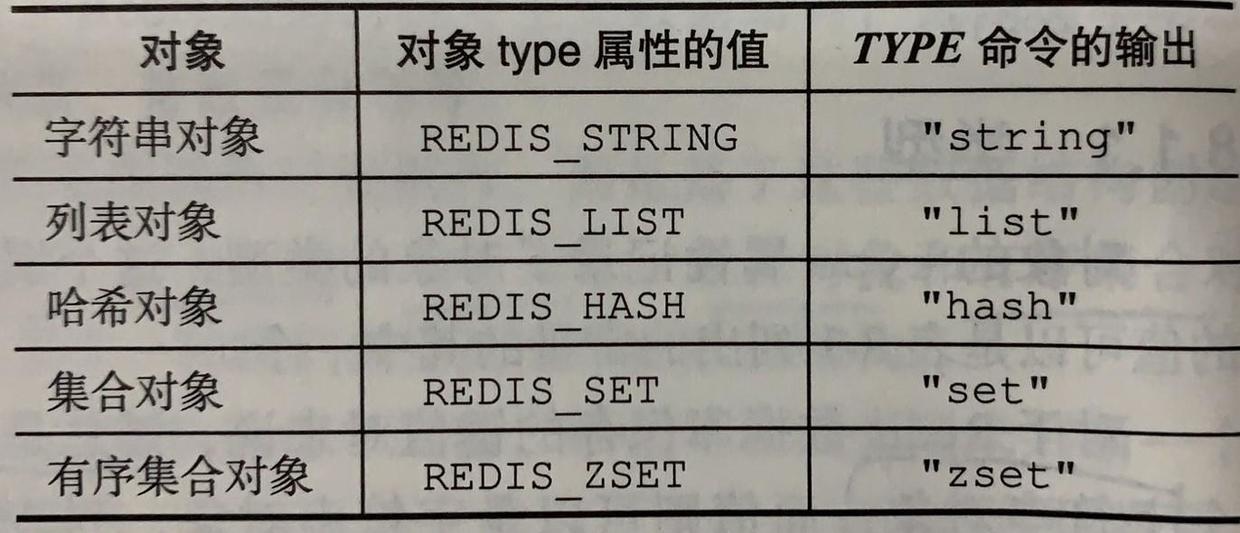 对象 对象 type 属性的值 TYPE 命令的输出
字符串对象 REDIS_STRING "string"
列表对象 REDIS_LIST "list"
哈希对象 REDIS_HASH "hash"
集合对象 REDIS_SET "set"
有序集合对象 REDIS_ZSET "zset"